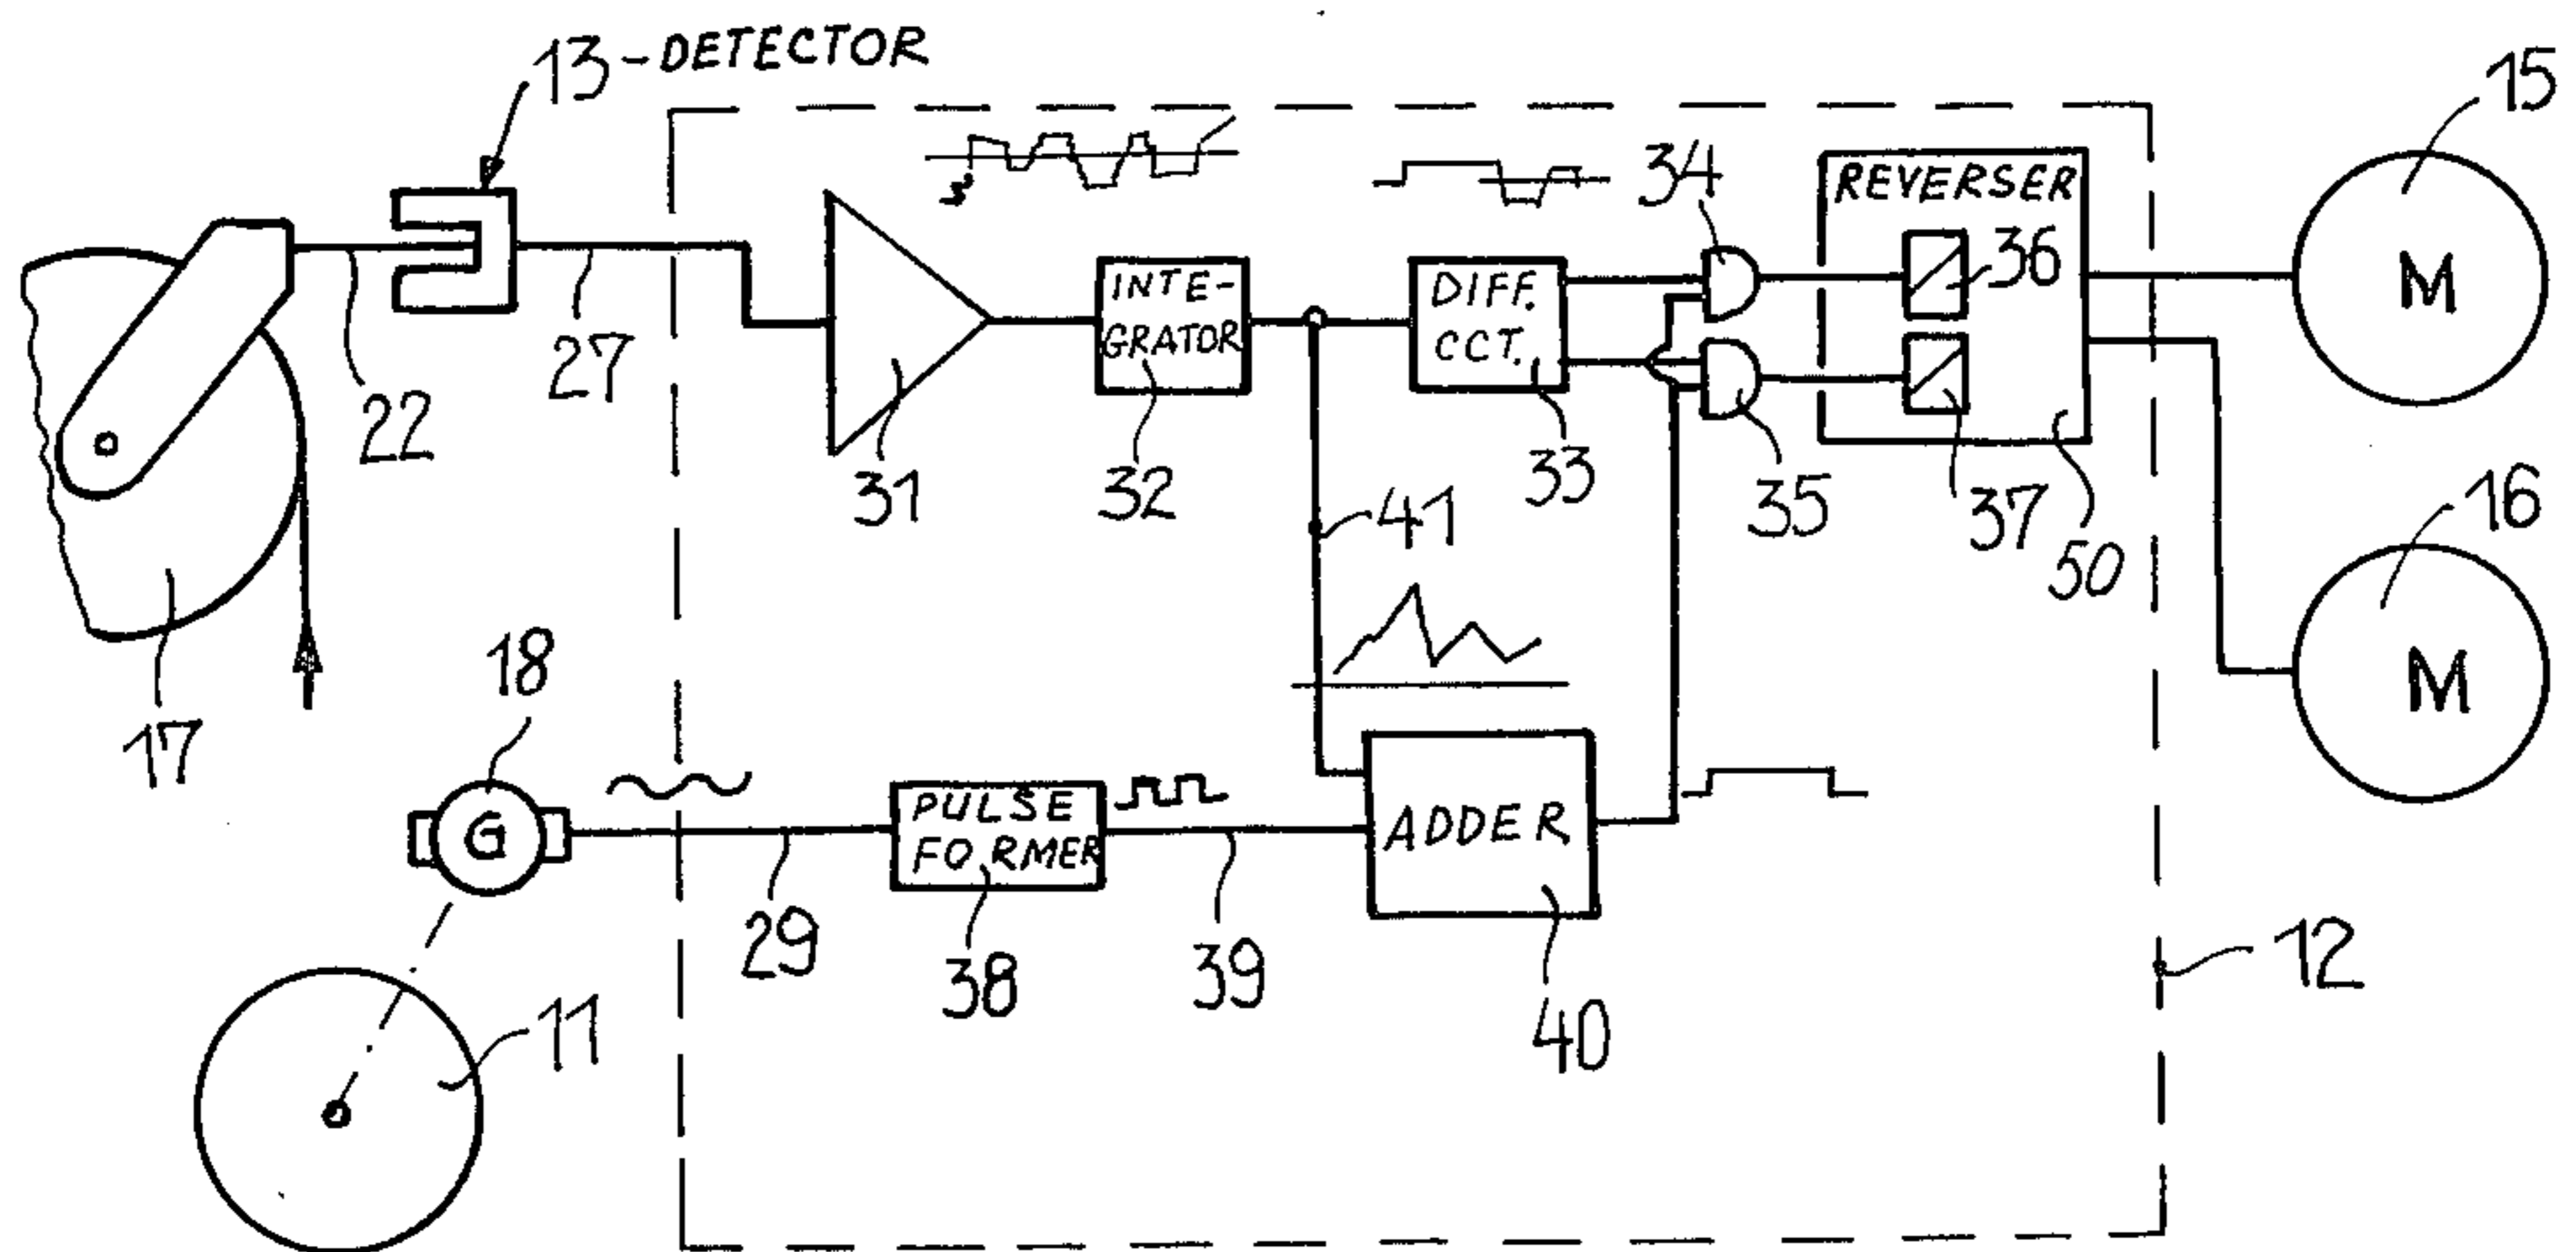 13-DETECTOR
15
34
REVERSER
36
M
INTE-
GRATOR
DIFF.
CCT.
22
27
31
32
33
35
37
50
16
41
M
18
17
G
PULSE
FORMER
ADDER
29
38
39
40
12
11